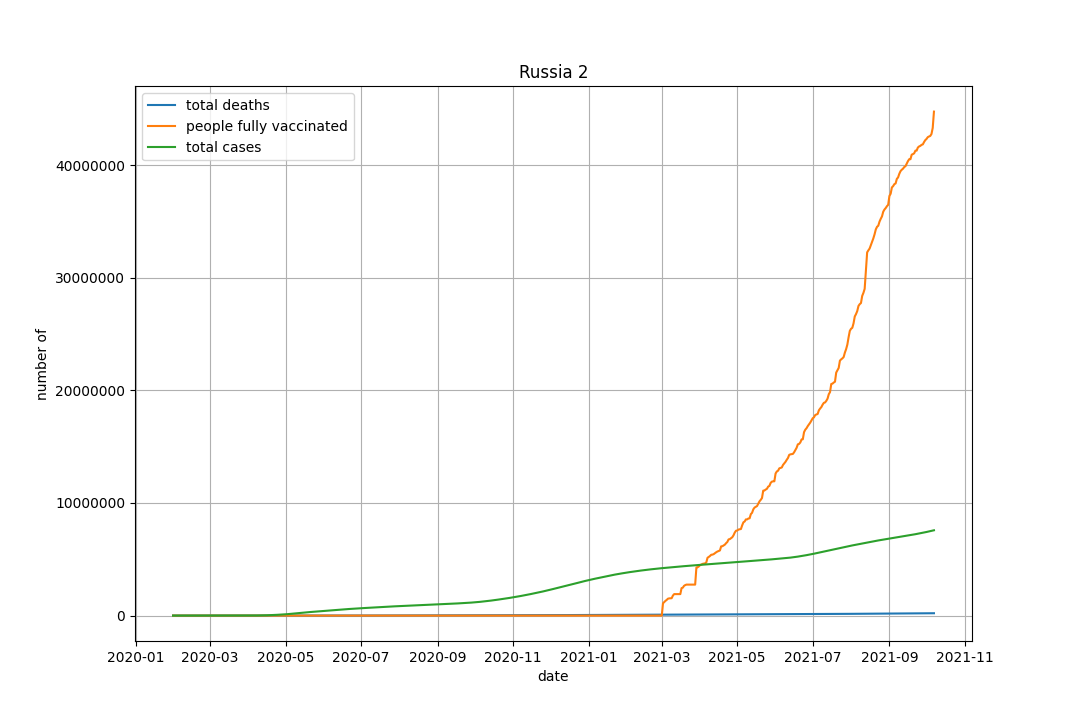 Russia 2
total deaths
people fully vaccinated
total cases
number of
40000000
30000000
20000000
10000000
0
2020-01 2020-03 2020-05 2020-07 2020-09 2020-11 2021-01 2021-03 2021-05 2021-07 2021-09 2021-11
date